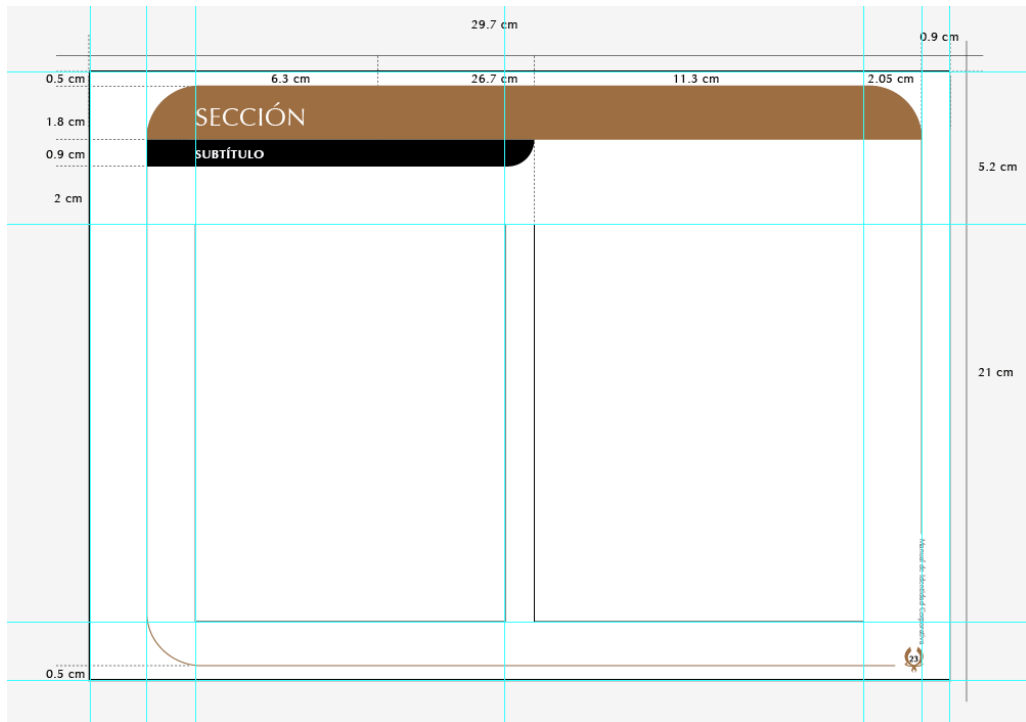 29.7 cm
0.9 cm
0.5 cm
6.3 cm
26.7 cm
11.3 cm
2.05 cm
SECCIÓN
1.8 cm
SUBTÍTULO
0.9 cm
5.2 cm
2 cm
21 cm
Manual de Identidad Corporativa
23
0.5 cm